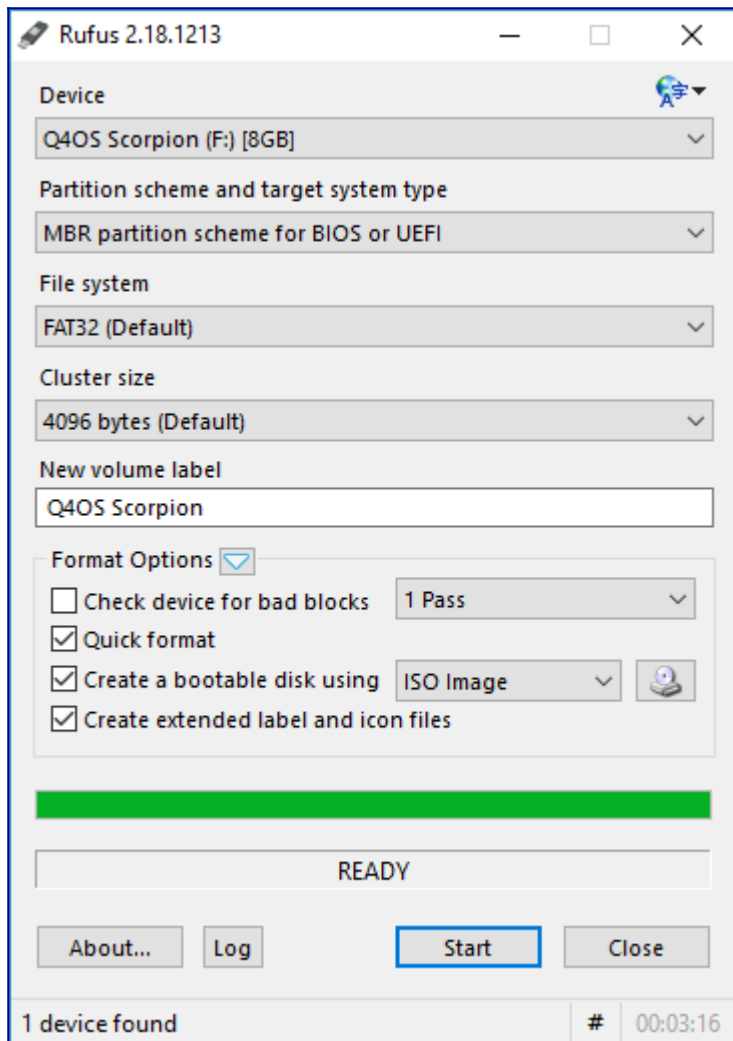 Rufus 2.18.1213
Device
Q4OS Scorpion (F:) [8GB]
Partition scheme and target system type
MBR partition scheme for BIOS or UEFI
File system
FAT32 (Default)
Cluster size
4096 bytes (Default)
New volume label
Q4OS Scorpion
Format Options
Check device for bad blocks 1 Pass
Quick format
Create a bootable disk using ISO Image
Create extended label and icon files
READY
About... Log Start Close
1 device found # 00:03:16